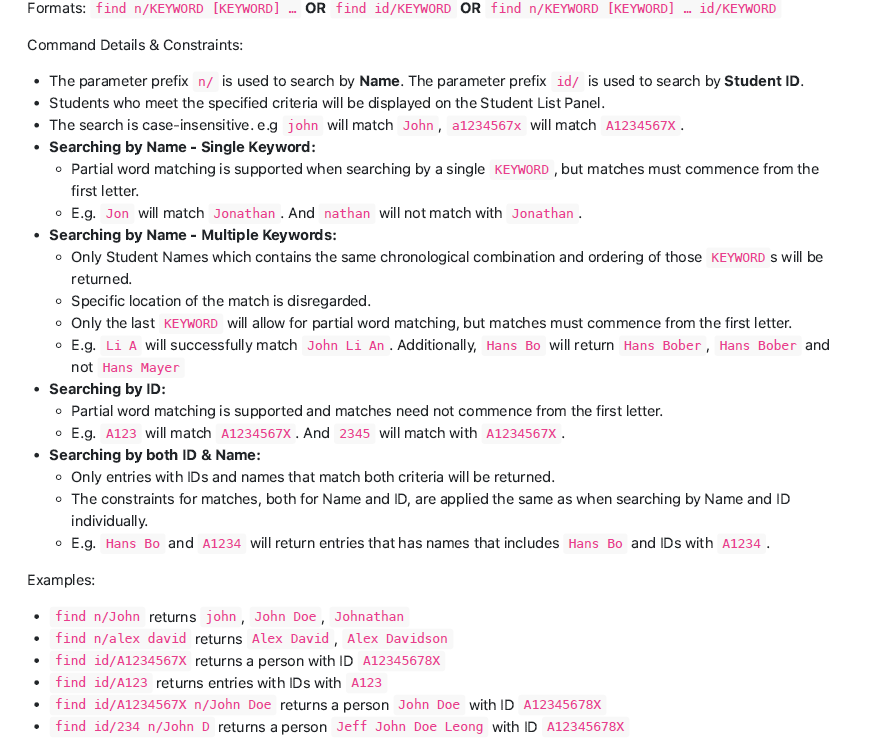 Formats: find n/KEYWORD [KEYWORD] … OR find id/KEYWORD OR find n/KEYWORD [KEYWORD] … id/KEYWORD
Command Details & Constraints:
• The parameter prefix n/ is used to search by Name. The parameter prefix id/ is used to search by Student ID.
• Students who meet the specified criteria will be displayed on the Student List Panel.
• The search is case-insensitive. e.g john will match John, a1234567x will match A1234567X.
• Searching by Name - Single Keyword:
◦ Partial word matching is supported when searching by a single KEYWORD, but matches must commence from the
first letter.
◦ E.g. Jon will match Jonathan. And nathan will not match with Jonathan.
• Searching by Name - Multiple Keywords:
◦ Only Student Names which contains the same chronological combination and ordering of those KEYWORD s will be
returned.
◦ Specific location of the match is disregarded.
◦ Only the last KEYWORD will allow for partial word matching, but matches must commence from the first letter.
◦ E.g. Li A will successfully match John Li An. Additionally, Hans Bo will return Hans Bober, Hans Bober and
not Hans Mayer
• Searching by ID:
◦ Partial word matching is supported and matches need not commence from the first letter.
◦ E.g. A123 will match A1234567X. And 2345 will match with A1234567X.
• Searching by both ID & Name:
◦ Only entries with IDs and names that match both criteria will be returned.
◦ The constraints for matches, both for Name and ID, are applied the same as when searching by Name and ID
individually.
◦ E.g. Hans Bo and A1234 will return entries that has names that includes Hans Bo and IDs with A1234.
Examples:
• find n/John returns john, John Doe, Johnathan
• find n/alex david returns Alex David, Alex Davidson
• find id/A1234567X returns a person with ID A12345678X
• find id/A123 returns entries with IDs with A123
• find id/A1234567X n/John Doe returns a person John Doe with ID A12345678X
• find id/234 n/John D returns a person Jeff John Doe Leong with ID A12345678X